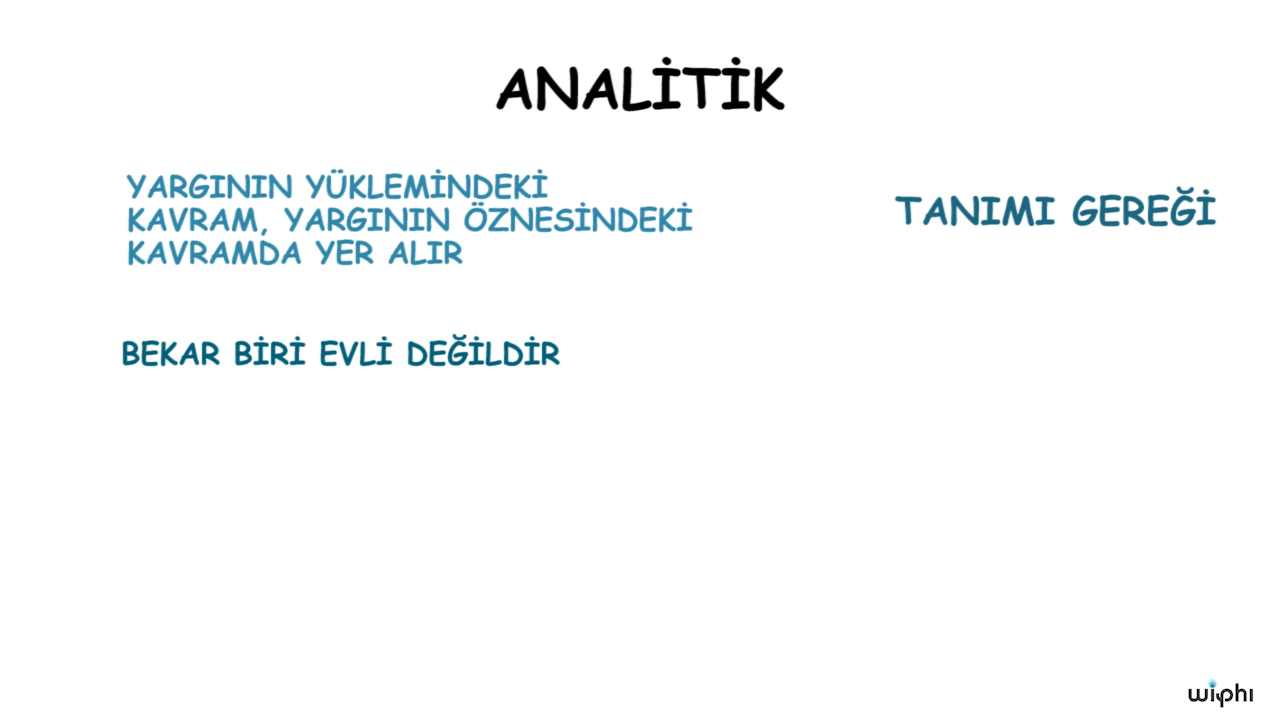 ANALİTİK
YARGININ YÜKLEMİNDEKİ
KAVRAM, YARGININ ÖZNESİNDEKİ
KAVRAMDA YER ALIR
TANIMI GEREĞİ
BEKAR BİRİ EVLİ DEĞİLDİR
wiphi